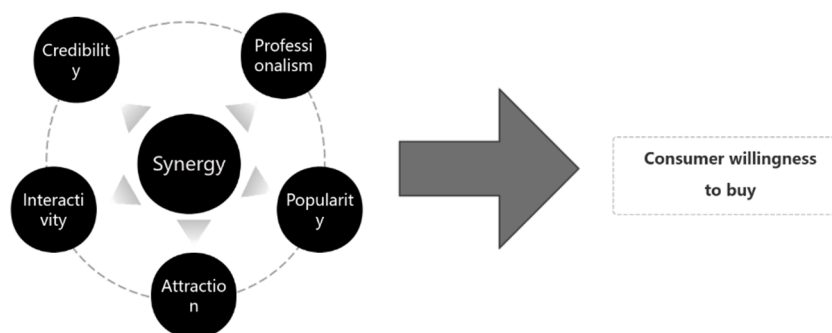 Credibilit
y
Professi
onalism
Synergy
Interacti
vity
Popularit
y
Attractio
n
Consumer willingness
to buy